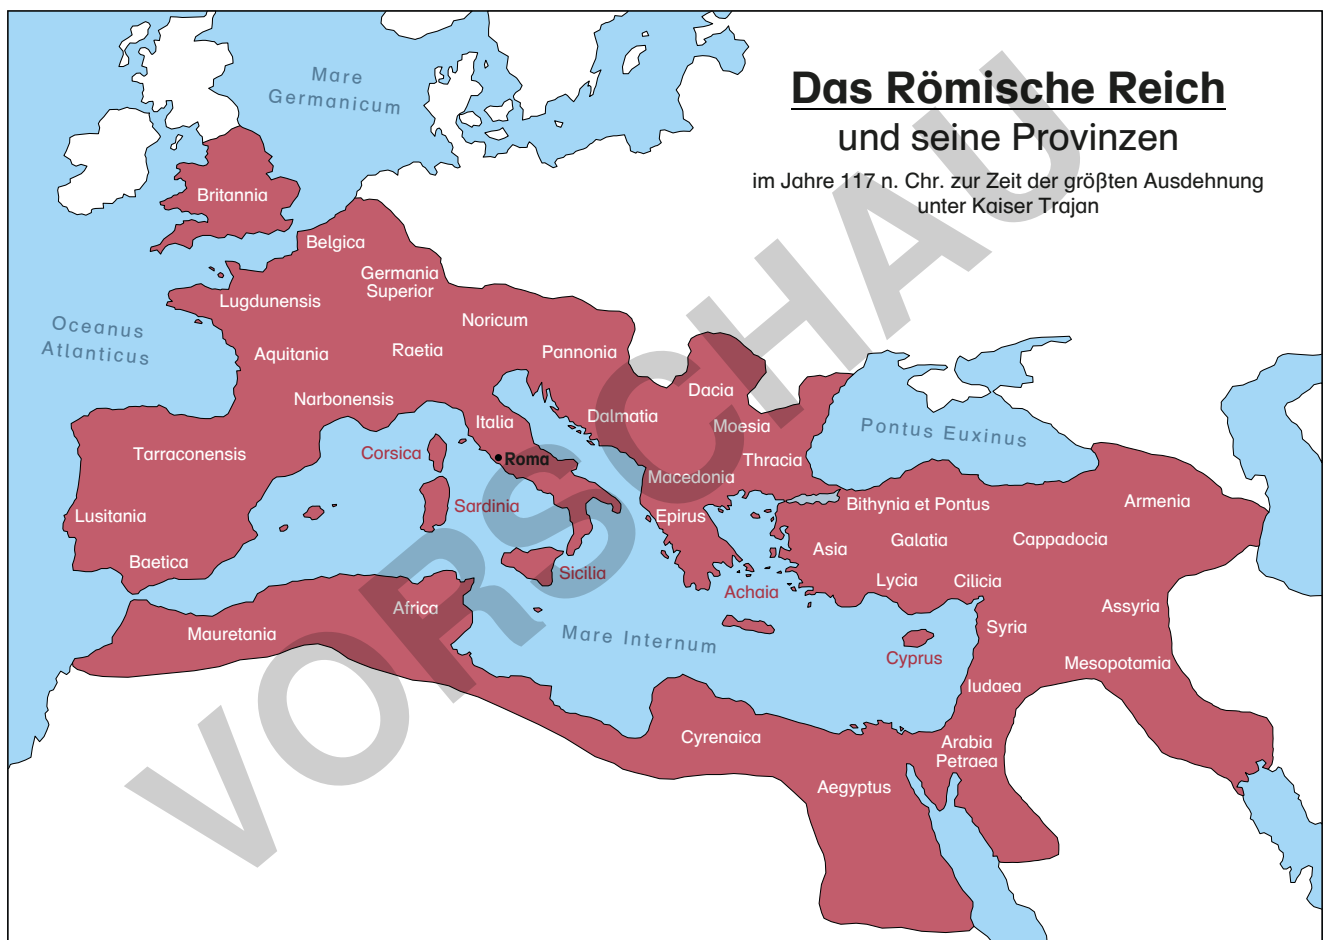 Das Römische Reich
und seine Provinzen
im Jahre 117 n. Chr. zur Zeit der größten Ausdehnung
unter Kaiser Trajan
Mare
Germanicum
Britannia
Belgica
Germania
Superior
Lugdunensis
Noricum
Oceanus
Atlanticus
Aquitania
Raetia
Pannonia
Dacia
Narbonensis
Italia
Dalmatia
Moesia
Pontus Euxinus
Tarraconensis
Corsica
Roma
Thracia
Macedonia
Sardinia
Lusitania
Epirus
Bithynia et Pontus
Armenia
Baetica
Asia
Galatia
Cappadocia
Sicilia
Achaia
Lycia
Cilicia
Africa
Mauretania
Mare Internum
Assyria
Syria
Cyprus
Mesopotamia
Iudaea
Cyrenaica
Arabia
Petraea
Aegyptus
VORSCHAU